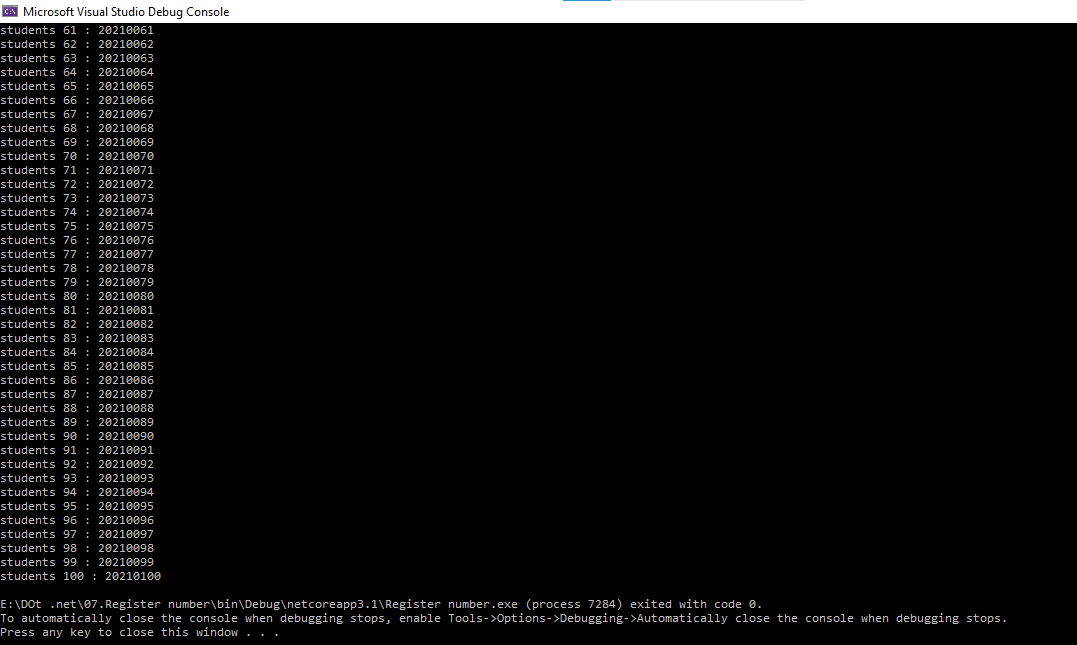 Microsoft Visual Studio Debug Console
students 61 : 20210061
students 62 : 20210062
students 63 : 20210063
students 64 : 20210064
students 65 : 20210065
students 66 : 20210066
students 67 : 20210067
students 68 : 20210068
students 69 : 20210069
students 70 : 20210070
students 71 : 20210071
students 72 : 20210072
students 73 : 20210073
students 74 : 20210074
students 75 : 20210075
students 76 : 20210076
students 77 : 20210077
students 78 : 20210078
students 79 : 20210079
students 80 : 20210080
students 81 : 20210081
students 82 : 20210082
students 83 : 20210083
students 84 : 20210084
students 85 : 20210085
students 86 : 20210086
students 87 : 20210087
students 88 : 20210088
students 89 : 20210089
students 90 : 20210090
students 91 : 20210091
students 92 : 20210092
students 93 : 20210093
students 94 : 20210094
students 95 : 20210095
students 96 : 20210096
students 97 : 20210097
students 98 : 20210098
students 99 : 20210099
students 100 : 20210100
E:\DOt .net\07.Register number\bin\Debug\netcoreapp3.1\Register number.exe (process 7284) exited with code 0.
To automatically close the console when debugging stops, enable Tools->Options->Debugging->Automatically close the console when debugging stops.
Press any key to close this window . . .